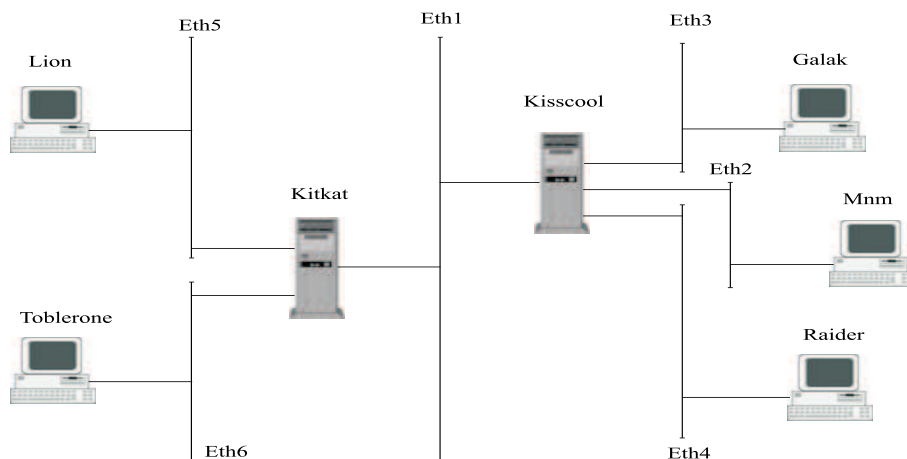 Eth1
Eth3
Eth5
Lion
Galak
Kisscool
Eth2
Kitkat
Mnm
Toblerone
Raider
Eth6
Eth4